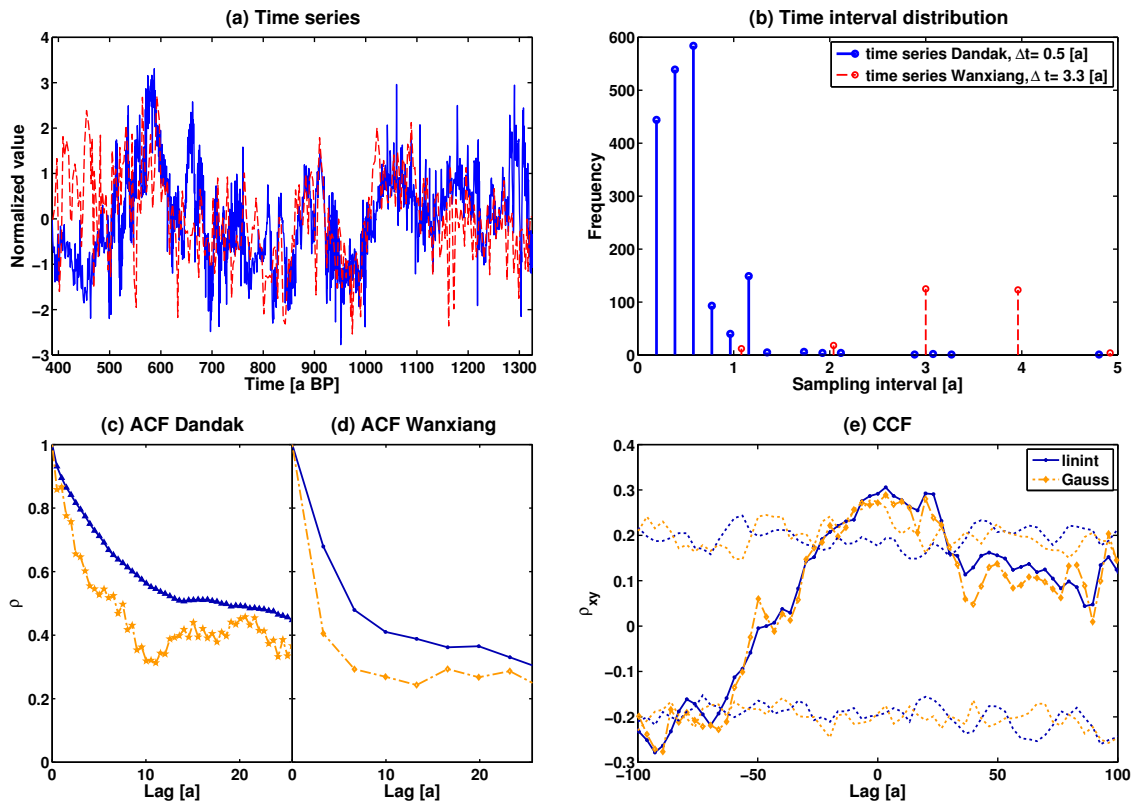 (a) Time series
4
3
2
1
0
−1
−2
−3
400 500 600 700 800 900 1000 1100 1200 1300
Time [a BP]
Normalized value
(b) Time interval distribution
600
500
400
300
200
100
0
0 1 2 3 4 5
Sampling interval [a]
Frequency
time series Dandak, Δt= 0.5 [a]
time series Wanxiang, Δ t= 3.3 [a]
(c) ACF Dandak
1
0.8
0.6
0.4
0.2
0
0 10 20
Lag [a]
ρ
(d) ACF Wanxiang
0 10 20
Lag [a]
(e) CCF
0.4
0.3
0.2
0.1
0
−0.1
−0.2
−0.3
−100 −50 0 50 100
Lag [a]
ρxy
linint
Gauss